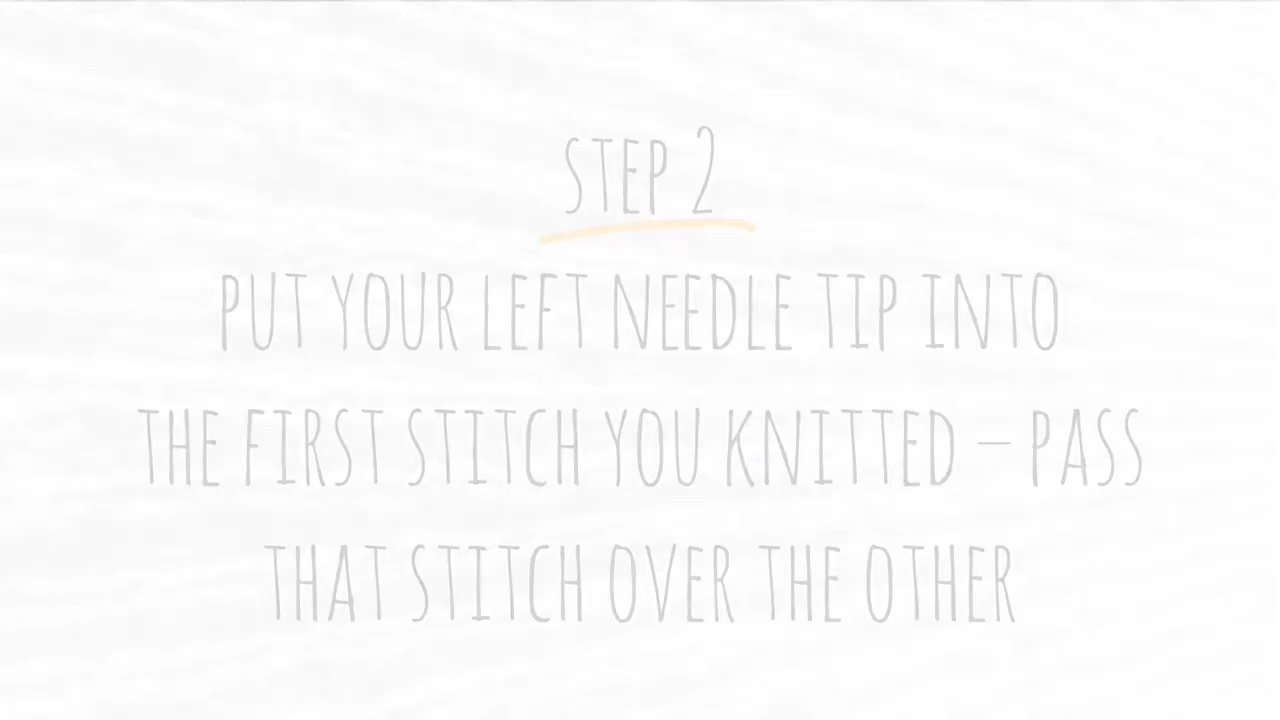 STEP 2
PUT YOUR LEFT NEEDLE TIP INTO
THE FIRST STITCH YOU KNITTED – PASS
THAT STITCH OVER THE OTHER